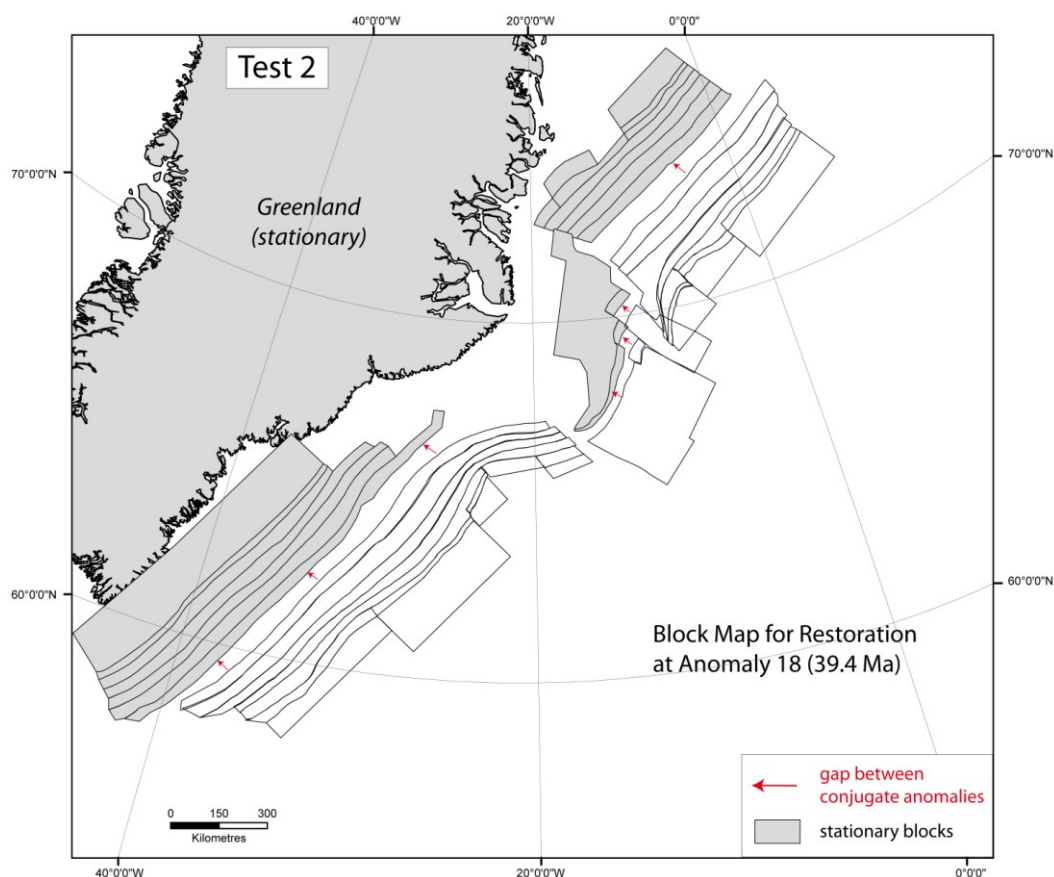 40°0'0"W
20°0'0"W
0°0'0"
Test 2
70°0'0"N
70°0'0"N
Greenland
(stationary)
60°0'0"N
60°0'0"N
Block Map for Restoration
at Anomaly 18 (39.4 Ma)
gap between
conjugate anomalies
stationary blocks
0 150 300
Kilometres
40°0'0"W
20°0'0"W
0°0'0"